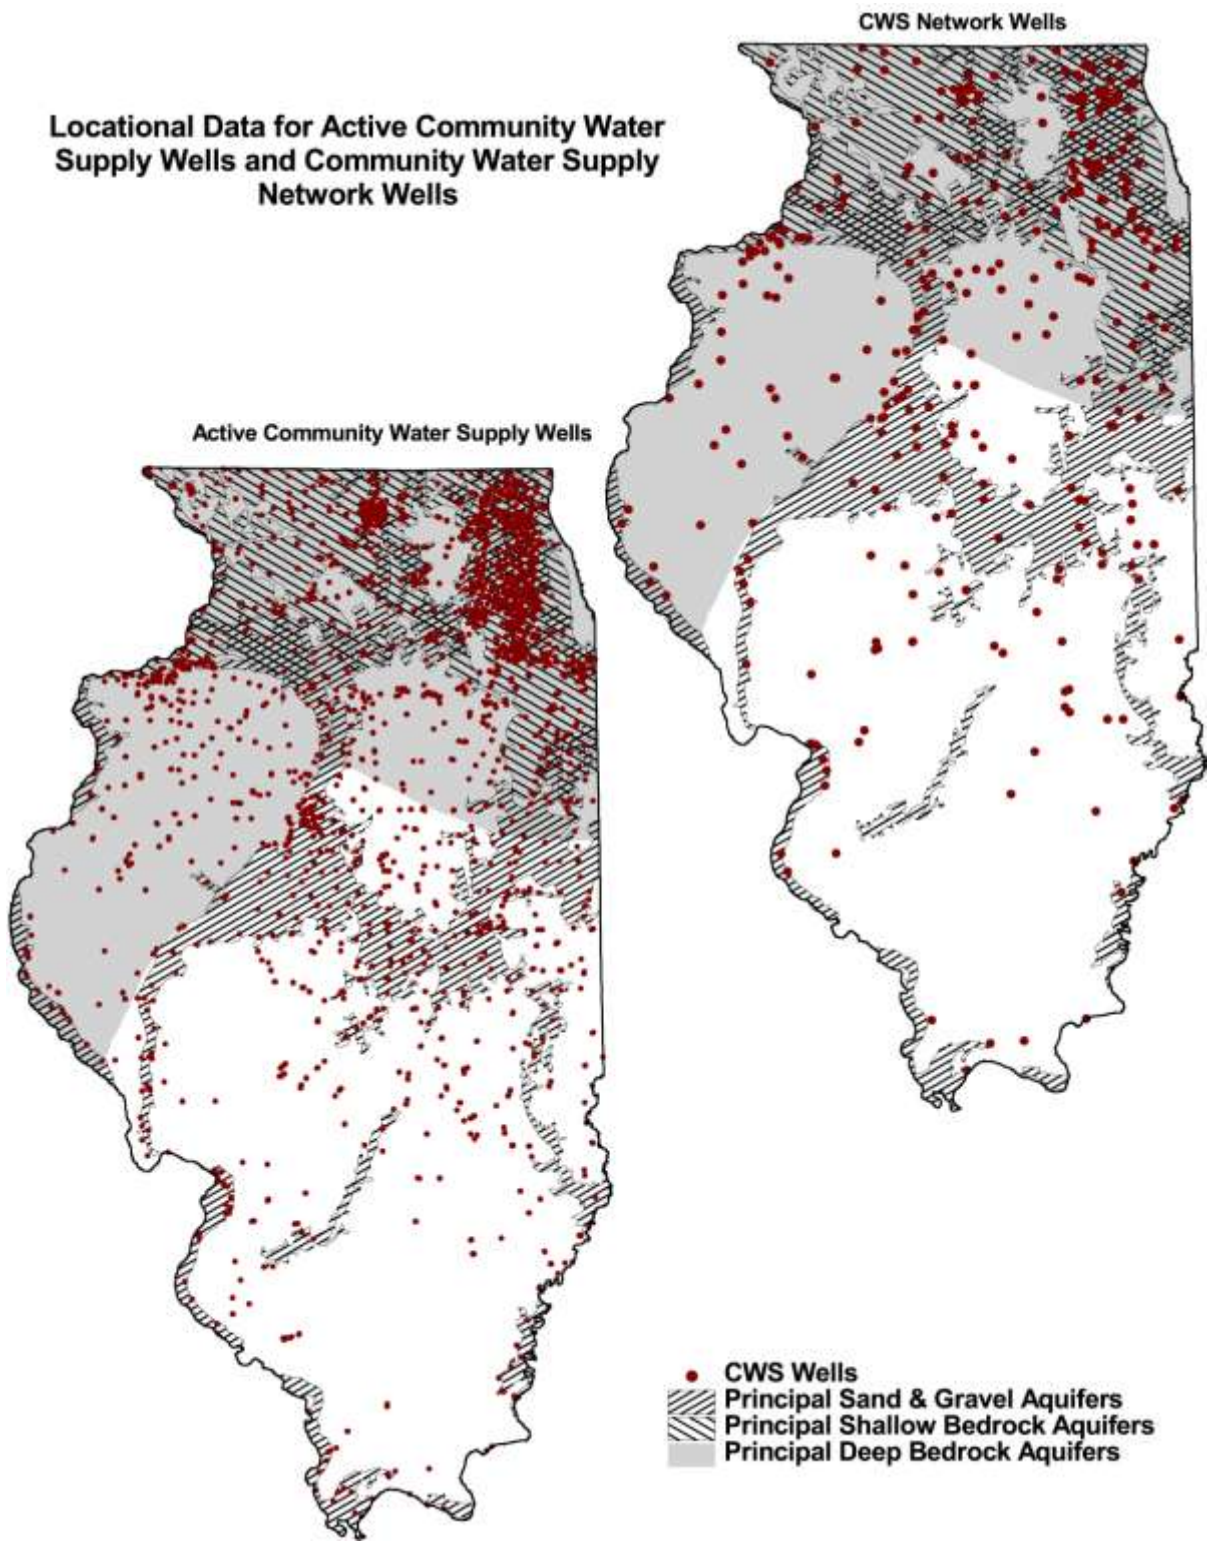 CWS Network Wells
Locational Data for Active Community Water
Supply Wells and Community Water Supply
Network Wells
Active Community Water Supply Wells
CWS Wells
Principal Sand & Gravel Aquifers
Principal Shallow Bedrock Aquifers
Principal Deep Bedrock Aquifers